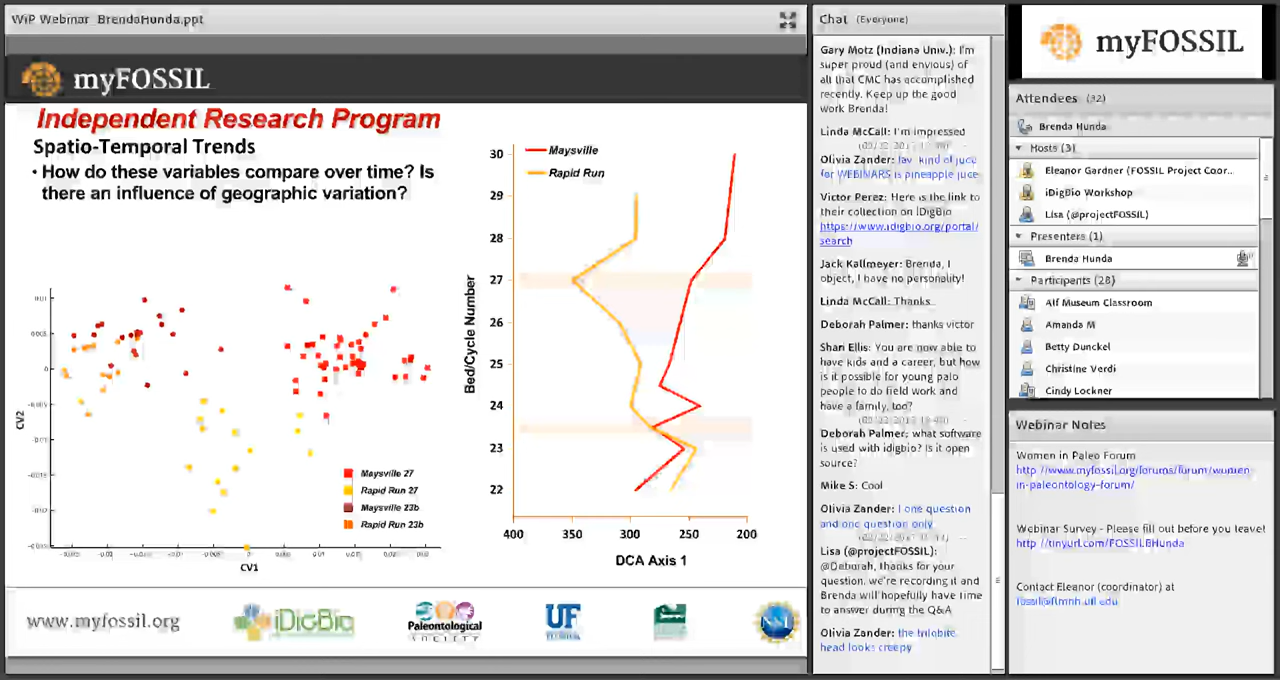 WiP Webinar_BrendaHunda.ppt
myFOSSIL
Independent Research Program
Spatio-Temporal Trends
• How do these variables compare over time? Is
there an influence of geographic variation?
CV2
0
CV1
Maysville 27
Rapid Run 27
Maysville 23b
Rapid Run 23b
Maysville
Rapid Run
Bed/Cycle Number
30
29
28
27
26
25
24
23
22
400 350 300 250 200
DCA Axis 1
www.myfossil.org
iDigBio
Paleontological
SOCIETY
UF
FLORIDA
NSF
Chat (Everyone)
Gary Motz (Indiana Univ.): I'm
super proud (and envious) of
all that CMC has accomplished
recently. Keep up the good
work Brenda!
Linda McCall: I'm impressed
Olivia Zander: fav kind of juce
for WEBINARS is pineapple juce
Victor Perez: Here is the link to
their collection on iDigBio
https://www.idigbio.org/portal/
search
Jack Kallmeyer: Brenda, I
object, I have no personality!
Linda McCall: Thanks
Deborah Palmer: thanks victor
Shari Ellis: You are now able to
have kids and a career, but how
is it possible for young palo
people to do field work and
have a family, too?
Deborah Palmer: what software
is used with idigbio? Is it open
source?
Mike S: Cool
Olivia Zander: I one question
and one question only
Lisa (@projectFOSSIL):
@Deborah, thanks for your
question, we're recording it and
Brenda will hopefully have time
to answer during the Q&A
Olivia Zander: the trilobite
head looks creepy
myFOSSIL
Attendees (32)
Brenda Hunda
Hosts (3)
Eleanor Gardner (FOSSIL Project Coor..
iDigBio Workshop
Lisa (@projectFOSSIL)
Presenters (1)
Brenda Hunda
Participants (28)
Alf Museum Classroom
Amanda M
Betty Dunckel
Christine Verdi
Cindy Lockner
Webinar Notes
Women in Paleo Forum
http://www.myfossil.org/forums/forum/women-
in-paleontology-forum/
Webinar Survey - Please fill out before you leave!
http://tinyurl.com/FOSSILBHunda
Contact Eleanor (coordinator) at
fossil@flmnh.ufl.edu